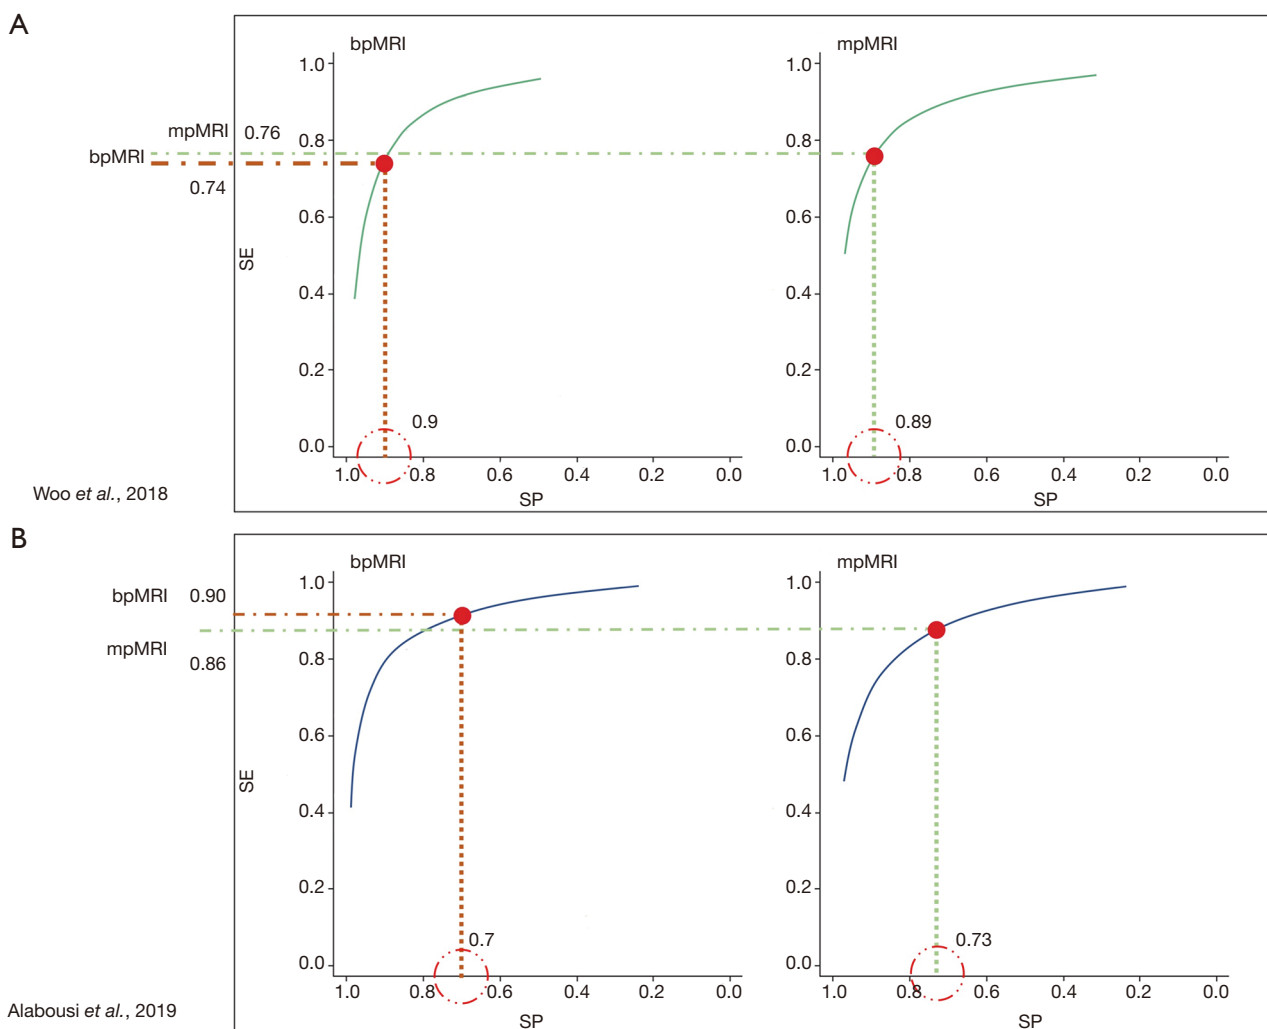 A
bpMRI
mpMRI
1.0
1.0
mpMRI 0.76
0.8
0.8
bpMRI
0.74
0.6
0.6
SE
0.4
0.4
0.2
0.2
0.9
0.89
0.0
0.0
1.0 0.8 0.6 0.4 0.2 0.0
1.0 0.8 0.6 0.4 0.2 0.0
SP
SP
Woo et al., 2018
B
bpMRI
mpMRI
1.0
1.0
bpMRI 0.90
mpMRI
0.86
0.8
0.8
0.6
0.6
SE
0.4
0.4
0.2
0.2
0.7
0.73
0.0
0.0
1.0 0.8 0.6 0.4 0.2 0.0
1.0 0.8 0.6 0.4 0.2 0.0
SP
SP
Alabousi et al., 2019